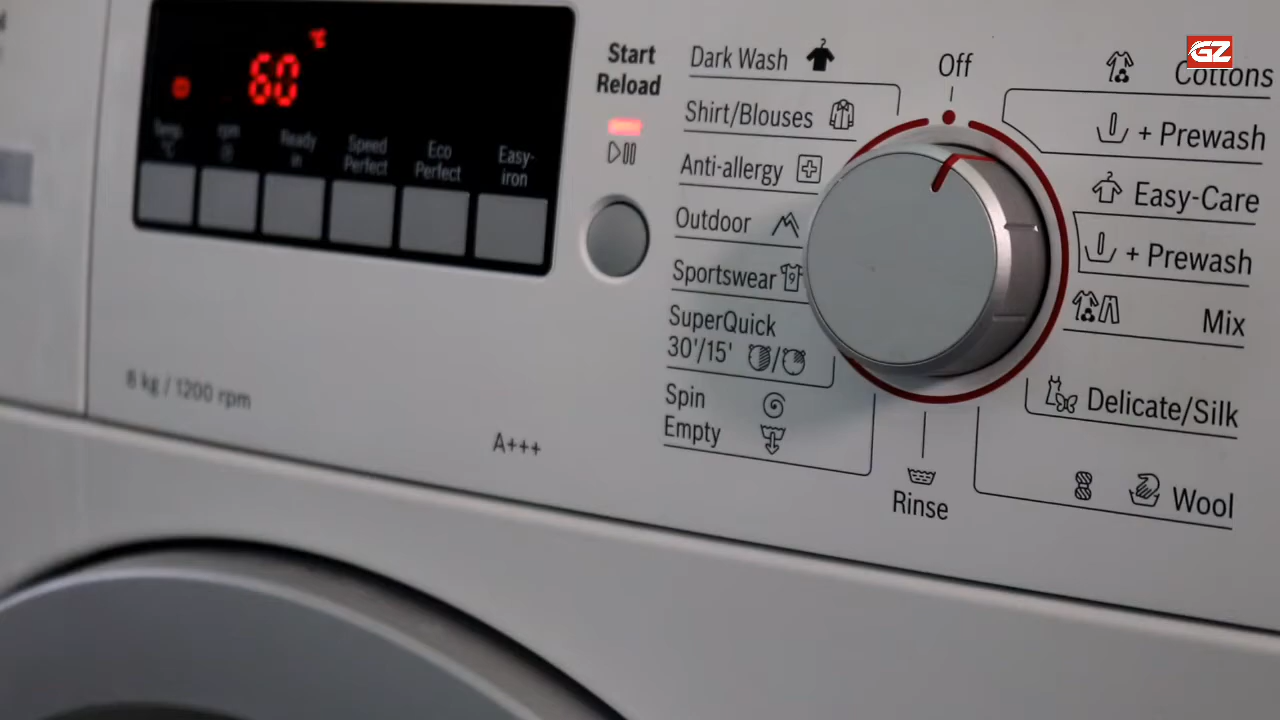 60 °C
Temp.
°C
rpm
Ready
in
Speed
Perfect
Eco
Perfect
Easy-
iron
Start
Reload
8 kg / 1200 rpm
A+++
Dark Wash
Shirt/Blouses
Anti-allergy
Outdoor
Sportswear
SuperQuick
30'/15'
Spin
Empty
Off
Rinse
GZ
Cottons
+ Prewash
Easy-Care
+ Prewash
Mix
Delicate/Silk
Wool